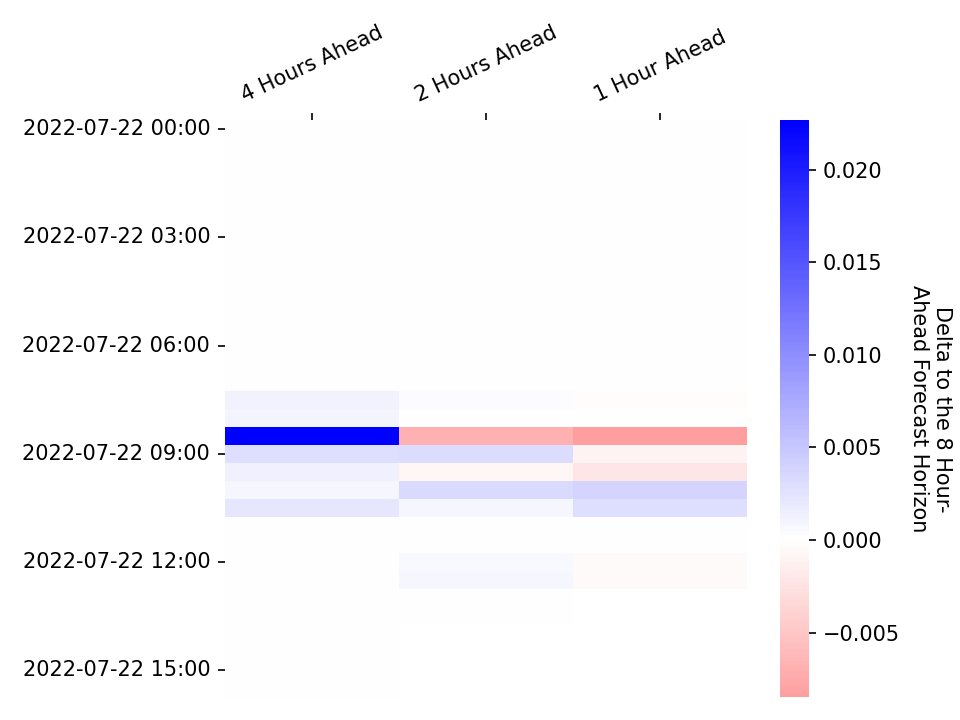 4 Hours Ahead
2 Hours Ahead
1 Hour Ahead
2022-07-22 00:00
2022-07-22 03:00
2022-07-22 06:00
2022-07-22 09:00
2022-07-22 12:00
2022-07-22 15:00
0.020
0.015
0.010
0.005
0.000
−0.005
Delta to the 8 Hour-
Ahead Forecast Horizon